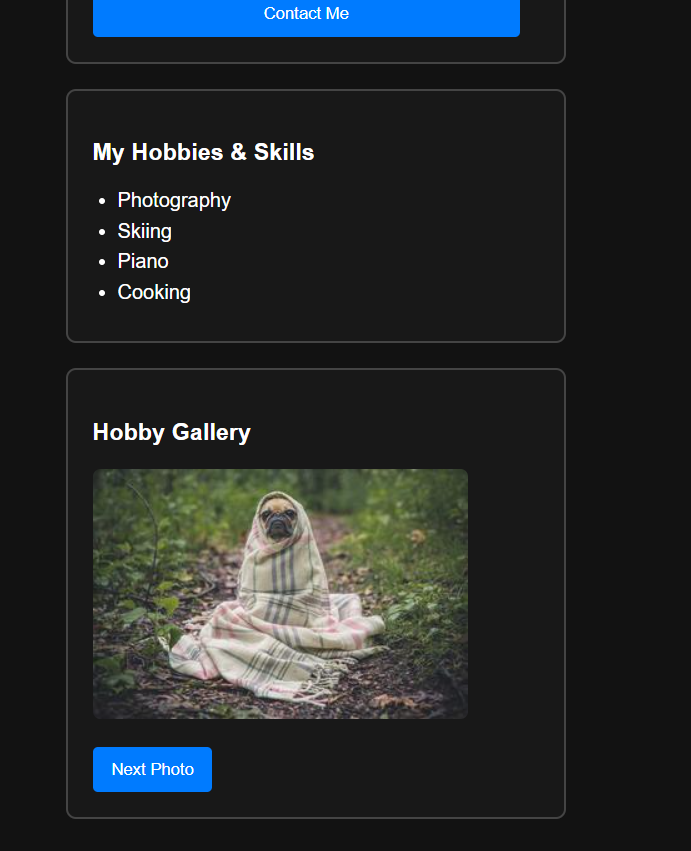 Contact Me
My Hobbies & Skills
Photography
Skiing
Piano
Cooking
Hobby Gallery
Next Photo